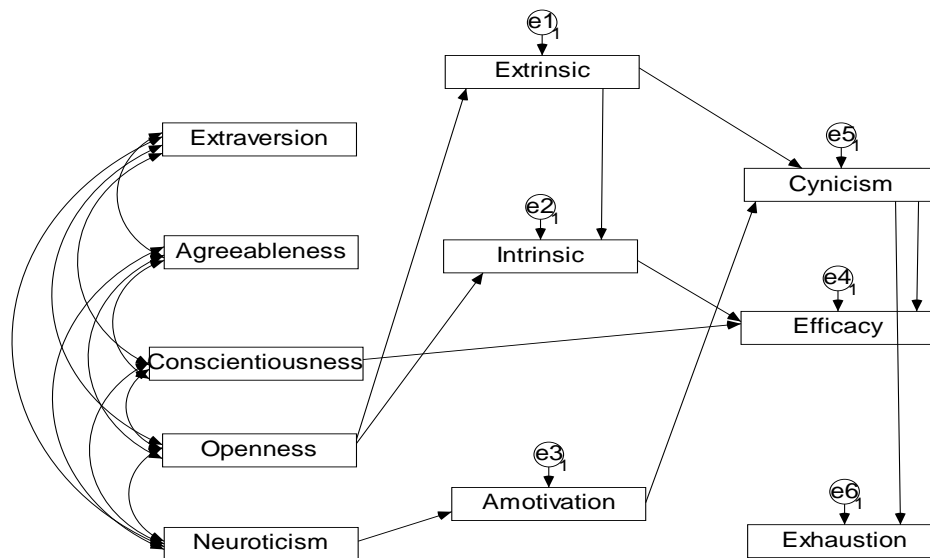 e1
1
Extrinsic
Extraversion
e5
1
Cynicism
e2
1
Agreeableness
Intrinsic
e4
1
Efficacy
Conscientiousness
Openness
e3
1
Amotivation
e6
1
Neuroticism
Exhaustion